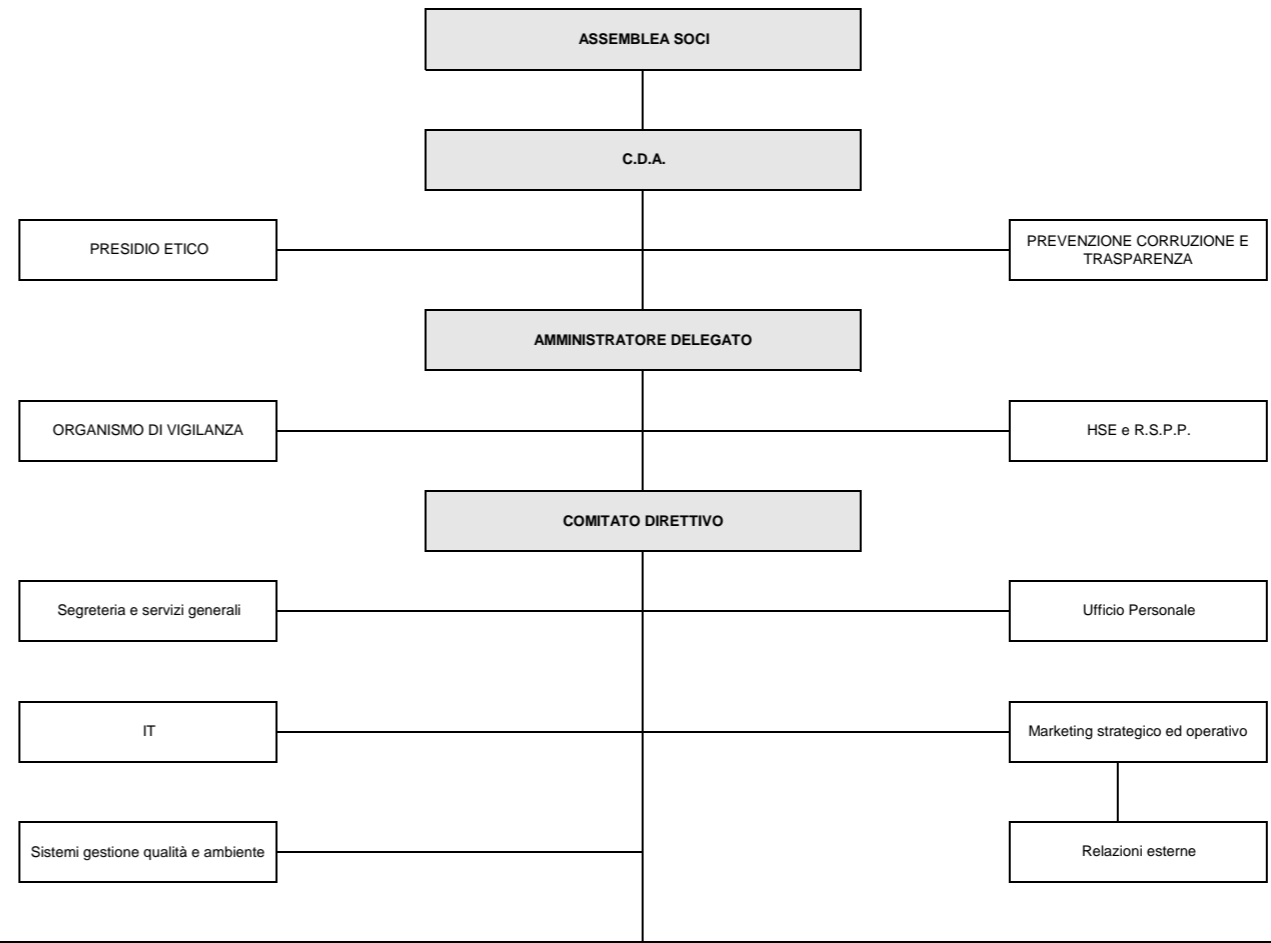 ASSEMBLEA SOCI
C.D.A.
PRESIDIO ETICO
PREVENZIONE CORRUZIONE E
TRASPARENZA
AMMINISTRATORE DELEGATO
ORGANISMO DI VIGILANZA
HSE e R.S.P.P.
COMITATO DIRETTIVO
Segreteria e servizi generali
Ufficio Personale
IT
Marketing strategico ed operativo
Sistemi gestione qualità e ambiente
Relazioni esterne